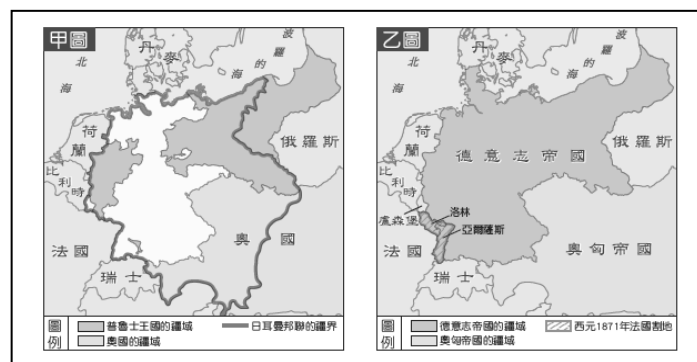 甲圖
丹麥
波羅的海
北海
荷蘭
比利時
俄羅斯
法國
奧國
瑞士
圖例
普魯士王國的疆域
日耳曼邦聯的疆界
奧國的疆域
乙圖
丹麥
波羅的海
北海
荷蘭
比利時
俄羅斯
德意志帝國
盧森堡
洛林
亞爾薩斯
法國
奧匈帝國
瑞士
圖例
德意志帝國的疆域
西元1871年法國割地
奧匈帝國的疆域